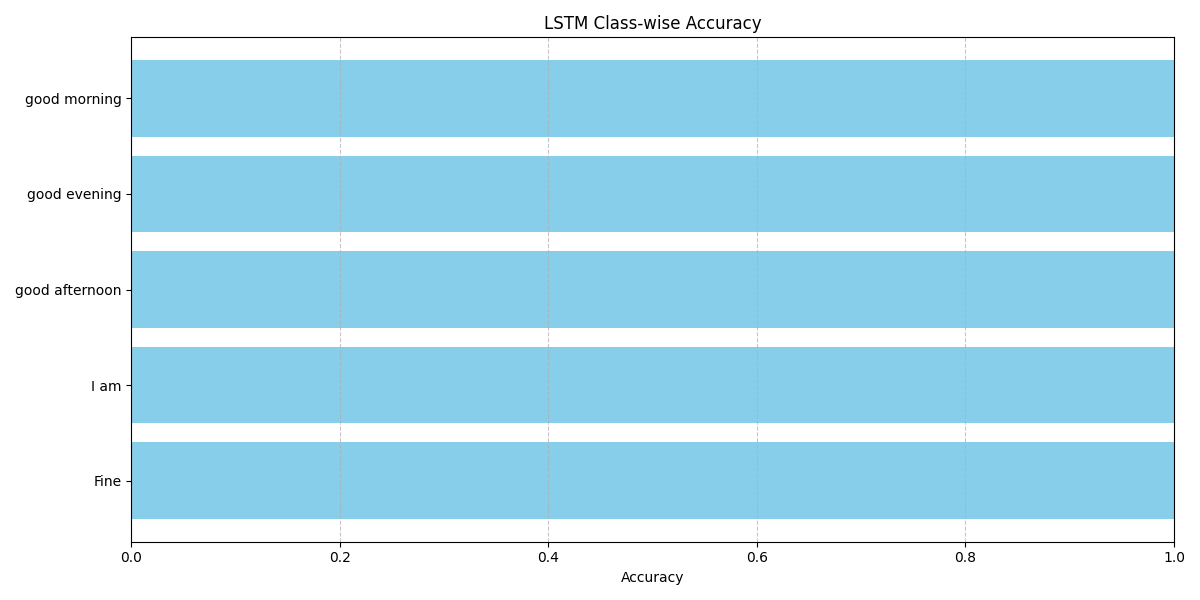 LSTM Class-wise Accuracy
good morning
good evening
good afternoon
I am
Fine
0.0 0.2 0.4 0.6 0.8 1.0
Accuracy